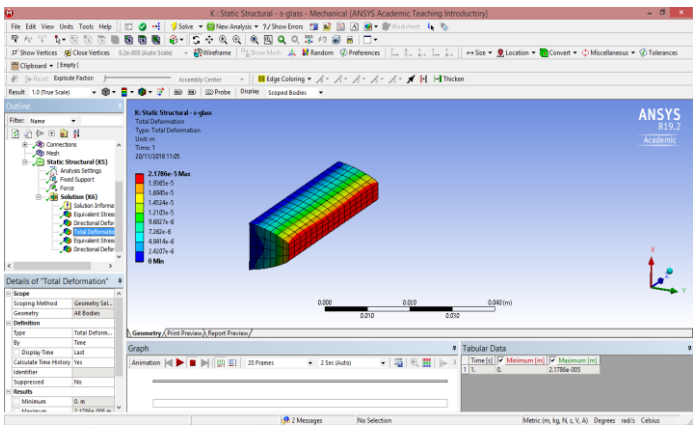 K : Static Structural - s-glass - Mechanical [ANSYS Academic Teaching Introductory]
File Edit View Units Tools Help Solve ▾ New Analysis ▾ ?/ Show Errors Worksheet
Show Vertices Close Vertices 5.2e-005 (Auto Scale) Wireframe Show Mesh Random Preferences Size ▾ Location ▾ Convert ▾ Miscellaneous ▾ Tolerances
Clipboard ▾ [Empty]
Reset Explode Factor: Assembly Center Edge Coloring ▾ Thicken
Result 1.0 (True Scale) Probe Display Scoped Bodies
Outline
Filter: Name
Connections
Mesh
Static Structural (K5)
Analysis Settings
Fixed Support
Force
Solution (K6)
Solution Informa
Equivalent Stres
Directional Defor
Total Deformatio
Equivalent Stres
Directional Defor
K: Static Structural - s-glass
Total Deformation
Type: Total Deformation
Unit: m
Time: 1
20/11/2018 11:05
2.1786e-5 Max
1.9365e-5
1.6945e-5
1.4524e-5
1.2103e-5
9.6827e-6
7.262e-6
4.8414e-6
2.4207e-6
0 Min
ANSYS
R19.2
Academic
X
Z
0.000 0.020 0.040 (m)
0.010 0.030
Geometry Print Preview Report Preview
Details of "Total Deformation"
Scope
Scoping Method Geometry Sel...
Geometry All Bodies
Definition
Type Total Deform...
By Time
Display Time Last
Calculate Time History Yes
Identifier
Suppressed No
Results
Minimum 0. m
Maximum 2.1786e-005 m
Graph
Animation 20 Frames 2 Sec (Auto)
Tabular Data
Time [s] Minimum [m] Maximum [m]
1 1. 0. 2.1786e-005
2 Messages No Selection Metric (m, kg, N, s, V, A) Degrees rad/s Celsius